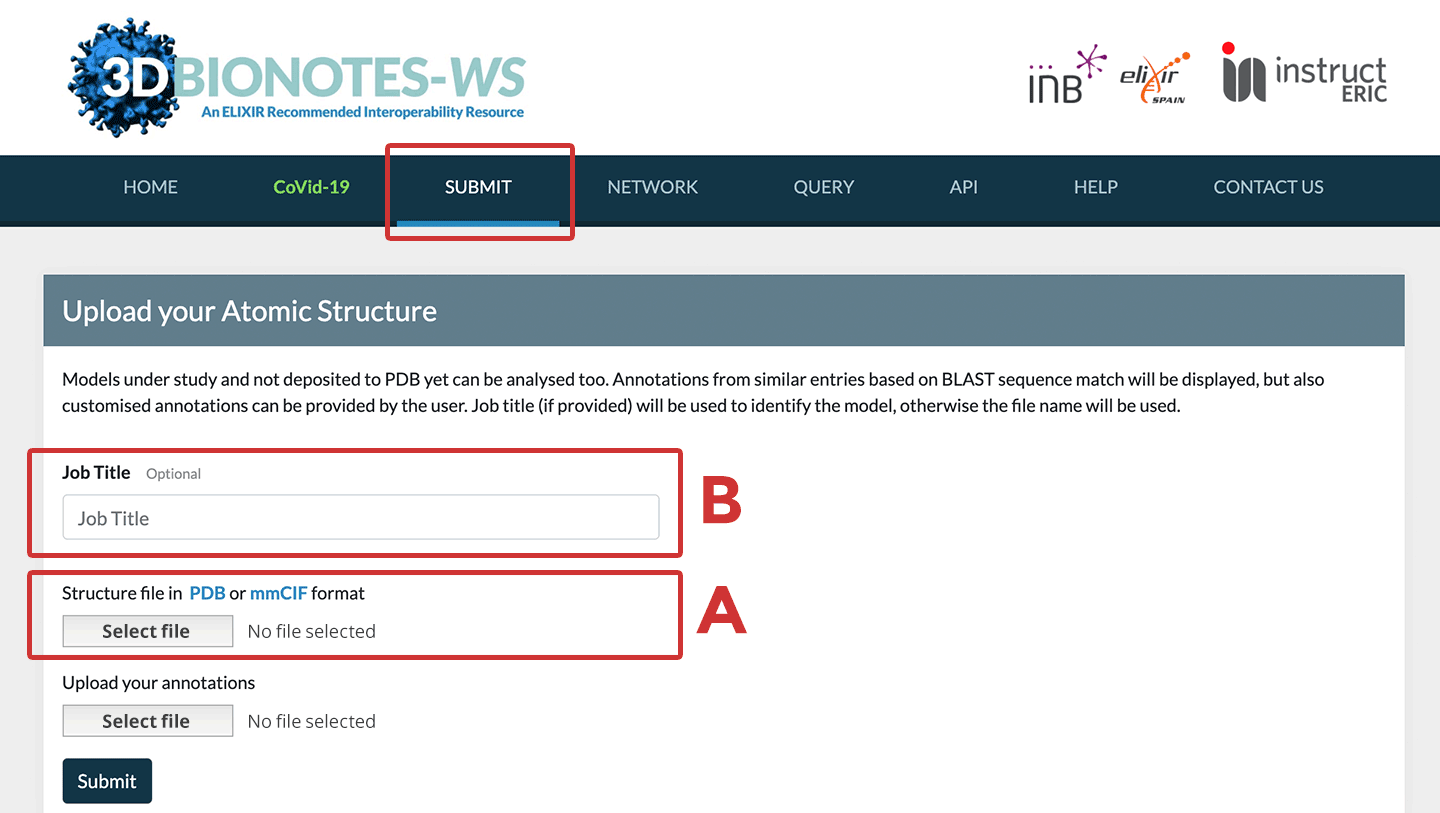 3DBIONOTES-WS
An ELIXIR Recommended Interoperability Resource
inB
elixir
SPAIN
instruct
ERIC
HOME CoVid-19 SUBMIT NETWORK QUERY API HELP CONTACT US
Upload your Atomic Structure
Models under study and not deposited to PDB yet can be analysed too. Annotations from similar entries based on BLAST sequence match will be displayed, but also
customised annotations can be provided by the user. Job title (if provided) will be used to identify the model, otherwise the file name will be used.
Job Title Optional
Job Title
B
Structure file in PDB or mmCIF format
Select file No file selected
A
Upload your annotations
Select file No file selected
Submit